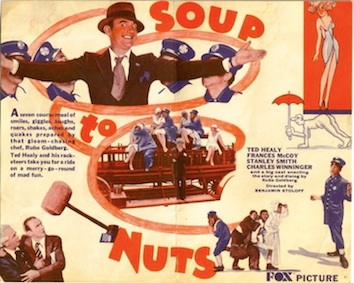 SOUP
to
NUTS
A seven course meal of
smiles, giggles, laughs,
roars, shakes, aches and
quakes prepared by
that gloom-chasing
chef, Rube Goldberg.
Ted Healy and his rack-
eteers take you for a ride
on a merry-go-round
of mad fun.
TED HEALY
FRANCES McCOY
STANLEY SMITH
CHARLES WINNINGER
and a big cast enacting
the story and dialog by
Rube Goldberg
Directed by
BENJAMIN STOLOFF
FOX PICTURE